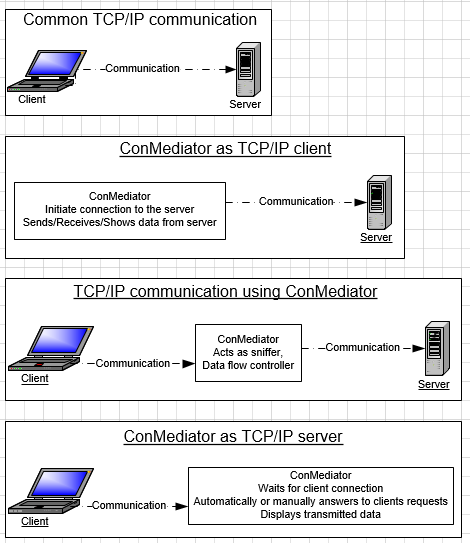 Common TCP/IP communication
Communication
Client
Server
ConMediator as TCP/IP client
ConMediator
Initiate connection to the server
Sends/Receives/Shows data from server
Communication
Server
TCP/IP communication using ConMediator
ConMediator
Acts as sniffer,
Data flow controller
Communication
Communication
Client
Server
ConMediator as TCP/IP server
ConMediator
Waits for client connection
Automatically or manually answers to clients requests
Displays transmitted data
Communication
Client